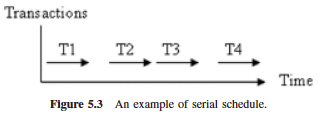 Transactions
T1 T2 T3 T4
Time
Figure 5.3 An example of serial schedule.